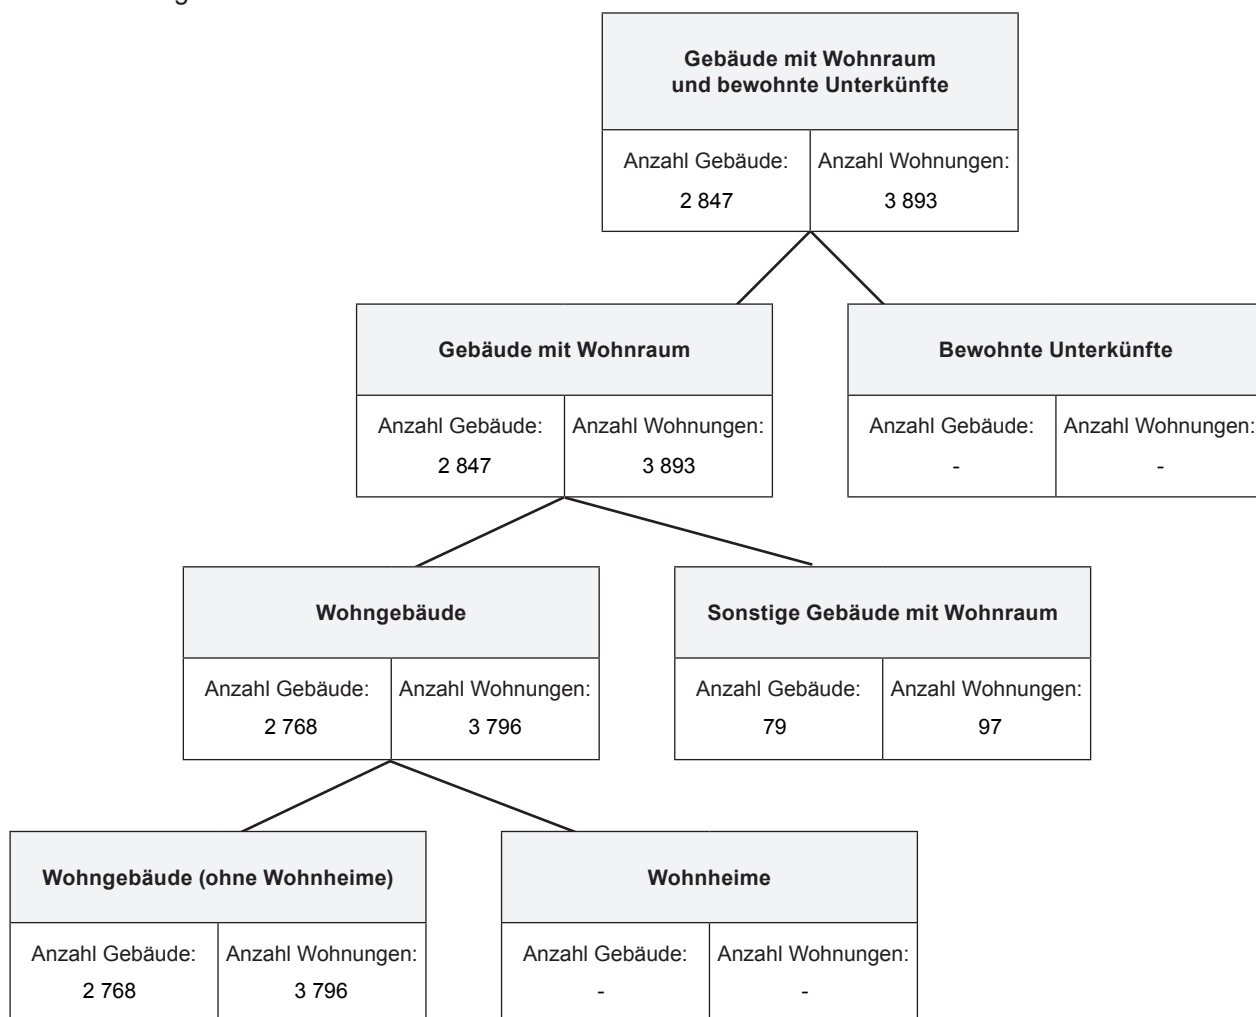 Gebäude mit Wohnraum
und bewohnte Unterkünfte
Anzahl Gebäude: Anzahl Wohnungen:
2 847 3 893
Gebäude mit Wohnraum Bewohnte Unterkünfte
Anzahl Gebäude: Anzahl Wohnungen: Anzahl Gebäude: Anzahl Wohnungen:
2 847 3 893 - -
Wohngebäude Sonstige Gebäude mit Wohnraum
Anzahl Gebäude: Anzahl Wohnungen: Anzahl Gebäude: Anzahl Wohnungen:
2 768 3 796 79 97
Wohngebäude (ohne Wohnheime) Wohnheime
Anzahl Gebäude: Anzahl Wohnungen: Anzahl Gebäude: Anzahl Wohnungen:
2 768 3 796 - -